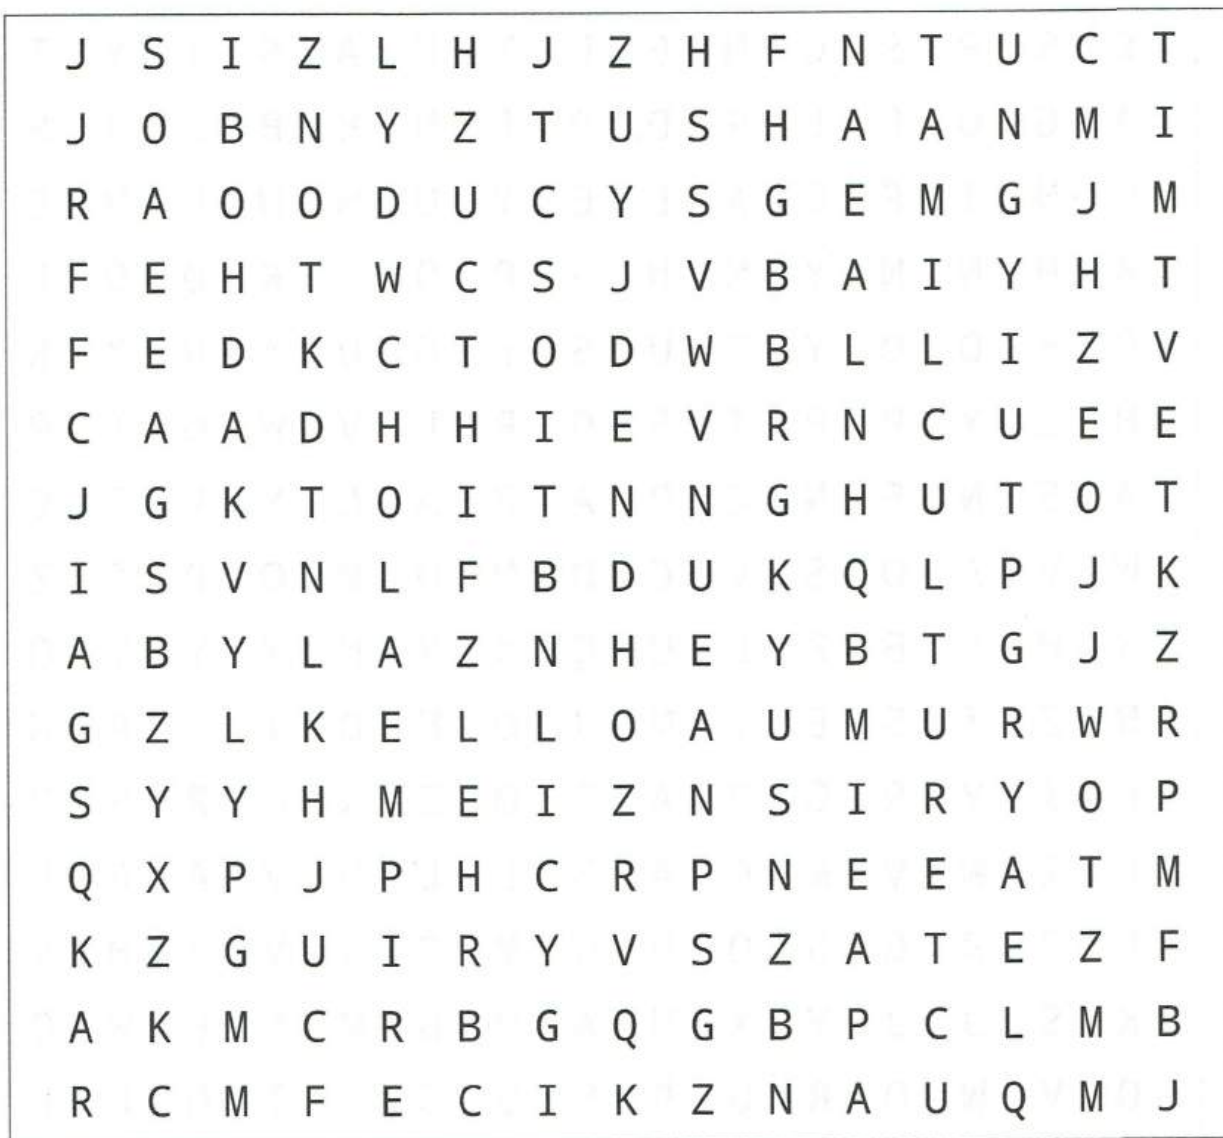 J S I Z L H J Z H F N T U C T
J O B N Y Z T U S H A A N M I
R A O O D U C Y S G E M G J M
F E H T W C S J V B A I Y H T
F E D K C T O D W B L L I Z V
C A A D H H I E V R N C U E E
J G K T O I T N N G H U T O T
I S V N L F B D U K Q L P J K
A B Y L A Z N H E Y B T G J Z
G Z L K E L L O A U M U R W R
S Y Y H M E I Z N S I R Y O P
Q X P J P H C R P N E E A T M
K Z G U I R Y V S Z A T E Z F
A K M C R B G Q G B P C L M B
R C M F E C I K Z N A U Q M J